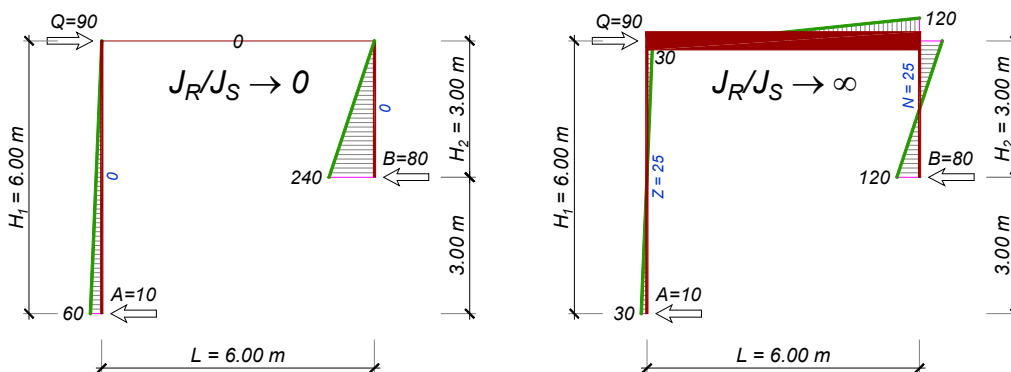 Q=90
0
J_R/J_S → 0
H_1 = 6.00 m
0
0
H_2 = 3.00 m
240
B=80
3.00 m
A=10
60
L = 6.00 m
Q=90
120
30
J_R/J_S → ∞
N = 25
H_1 = 6.00 m
H_2 = 3.00 m
Z = 25
120
B=80
3.00 m
A=10
30
L = 6.00 m